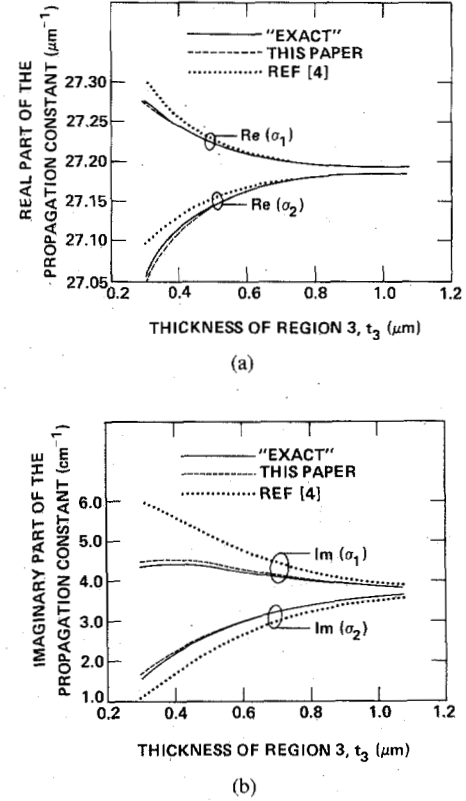 "EXACT"
THIS PAPER
REF [4]
REAL PART OF THE
PROPAGATION CONSTANT (μm⁻¹)
27.30
27.25
27.20
27.15
27.10
27.05
Re (σ₁)
Re (σ₂)
0.2 0.4 0.6 0.8 1.0 1.2
THICKNESS OF REGION 3, t₃ (μm)
(a)
"EXACT"
THIS PAPER
REF [4]
IMAGINARY PART OF THE
PROPAGATION CONSTANT (cm⁻¹)
6.0
5.0
4.0
3.0
2.0
1.0
Im (σ₁)
Im (σ₂)
0.2 0.4 0.6 0.8 1.0 1.2
THICKNESS OF REGION 3, t₃ (μm)
(b)